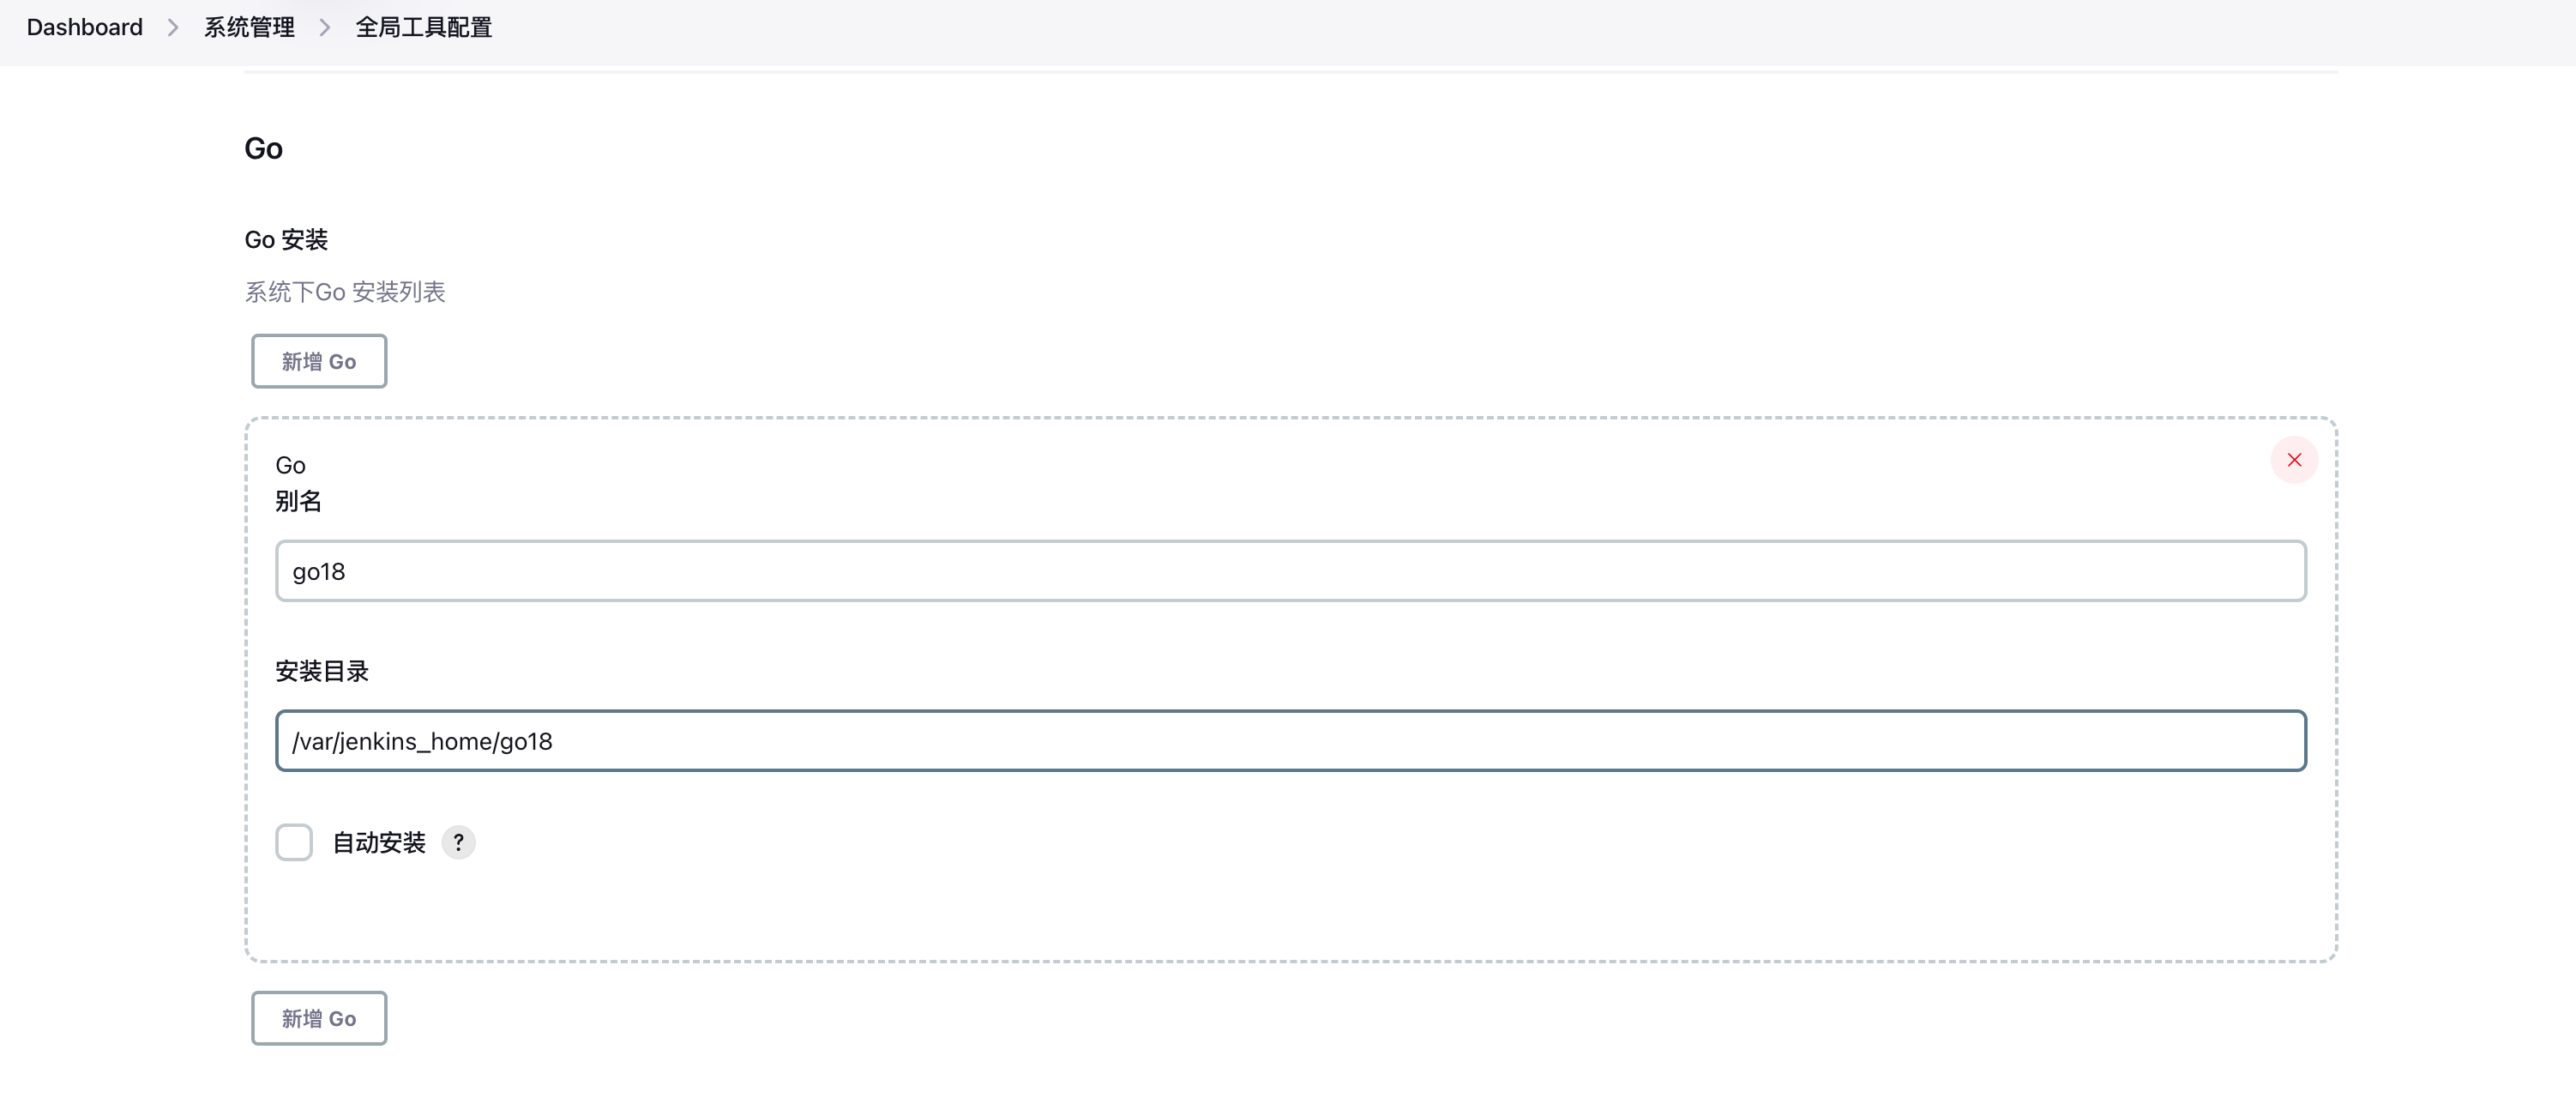 Dashboard > 系统管理 > 全局工具配置
Go
Go 安装
系统下Go 安装列表
新增 Go
Go
别名
go18
安装目录
/var/jenkins_home/go18
自动安装 ?
新增 Go